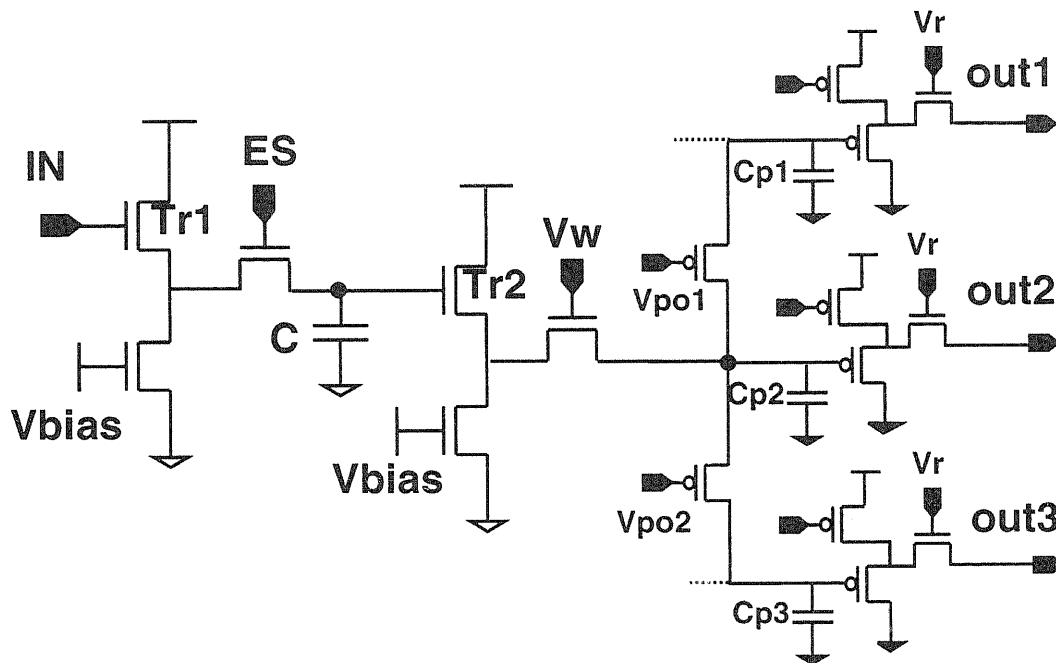 Vr
out1
IN
ES
Tr1
Cp1
Vw
Vr
Tr2
Vpo1
out2
C
Cp2
Vbias
Vbias
Vr
Vpo2
out3
Cp3